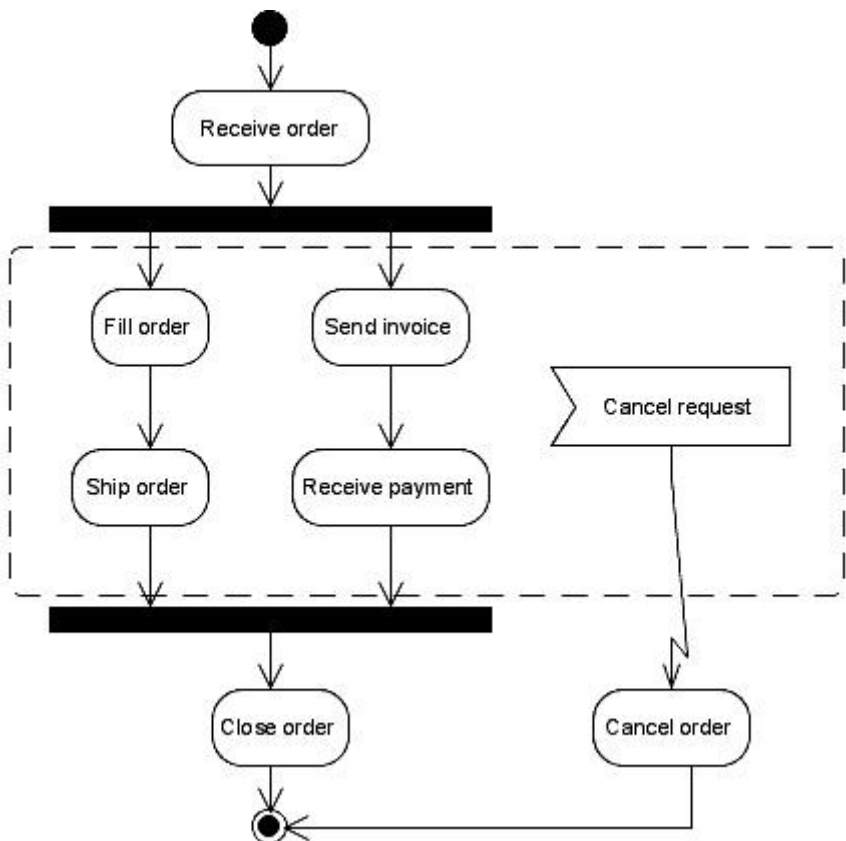 Receive order
Fill order
Send invoice
Cancel request
Ship order
Receive payment
Close order
Cancel order